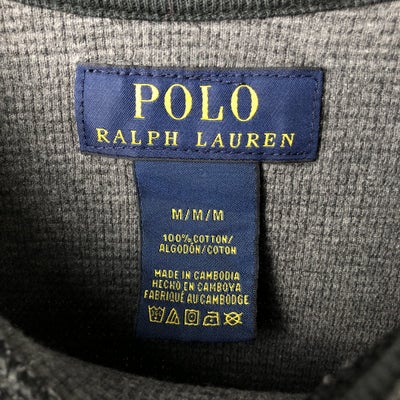 POLO
RALPH LAUREN
M/M/M
100% COTTON/
ALGODÓN/COTON
MADE IN CAMBODIA
HECHO EN CAMBOYA
FABRIQUÉ AU CAMBODGE